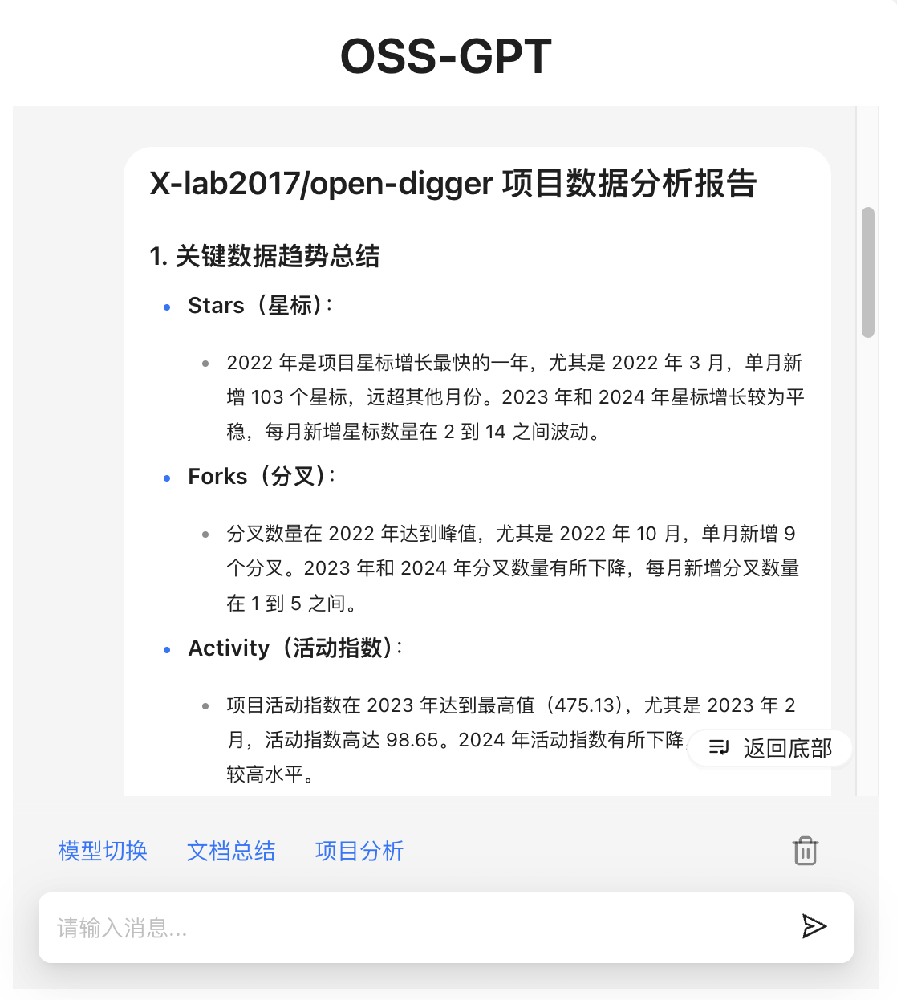 OSS-GPT
X-lab2017/open-digger 项目数据分析报告
1. 关键数据趋势总结
Stars（星标）：
2022 年是项目星标增长最快的一年，尤其是 2022 年 3 月，单月新
增 103 个星标，远超其他月份。2023 年和 2024 年星标增长较为平
稳，每月新增星标数量在 2 到 14 之间波动。
Forks（分叉）：
分叉数量在 2022 年达到峰值，尤其是 2022 年 10 月，单月新增 9
个分叉。2023 年和 2024 年分叉数量有所下降，每月新增分叉数量
在 1 到 5 之间。
Activity（活动指数）：
项目活动指数在 2023 年达到最高值（475.13），尤其是 2023 年 2
月，活动指数高达 98.65。2024 年活动指数有所下降，
较高水平。
返回底部
模型切换 文档总结 项目分析
请输入消息...